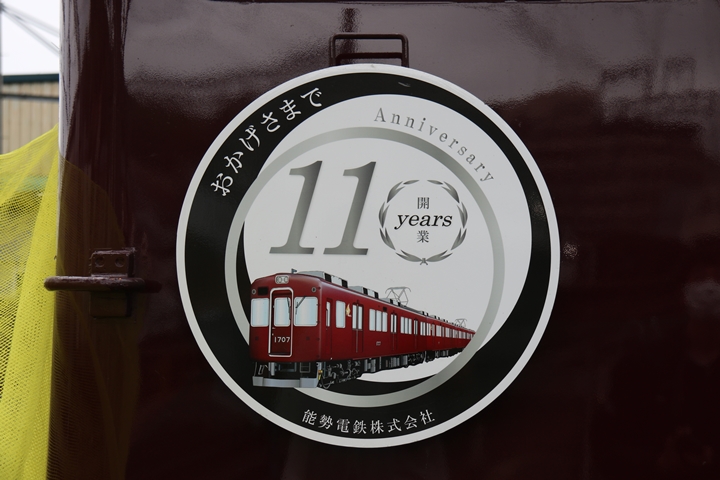 おかげさまで
Anniversary
110
開
years
業
1707
能勢電鉄株式会社